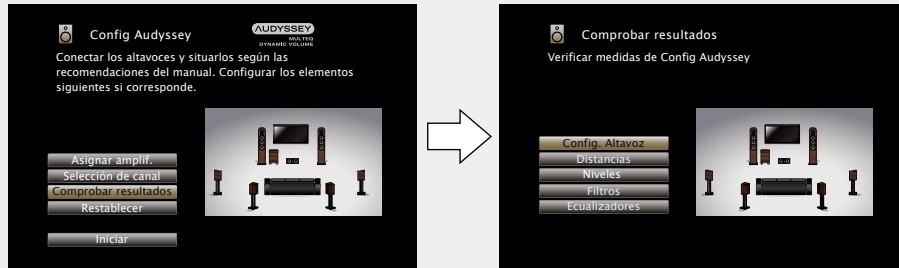 Config Audyssey
AUDYSSEY
MULTEQ
DYNAMIC VOLUME
Conectar los altavoces y situarlos según las
recomendaciones del manual. Configurar los elementos
siguientes si corresponde.
Asignar amplif.
Selección de canal
Comprobar resultados
Restablecer
Iniciar
Comprobar resultados
Verificar medidas de Config Audyssey
Config. Altavoz
Distancias
Niveles
Filtros
Ecualizadores